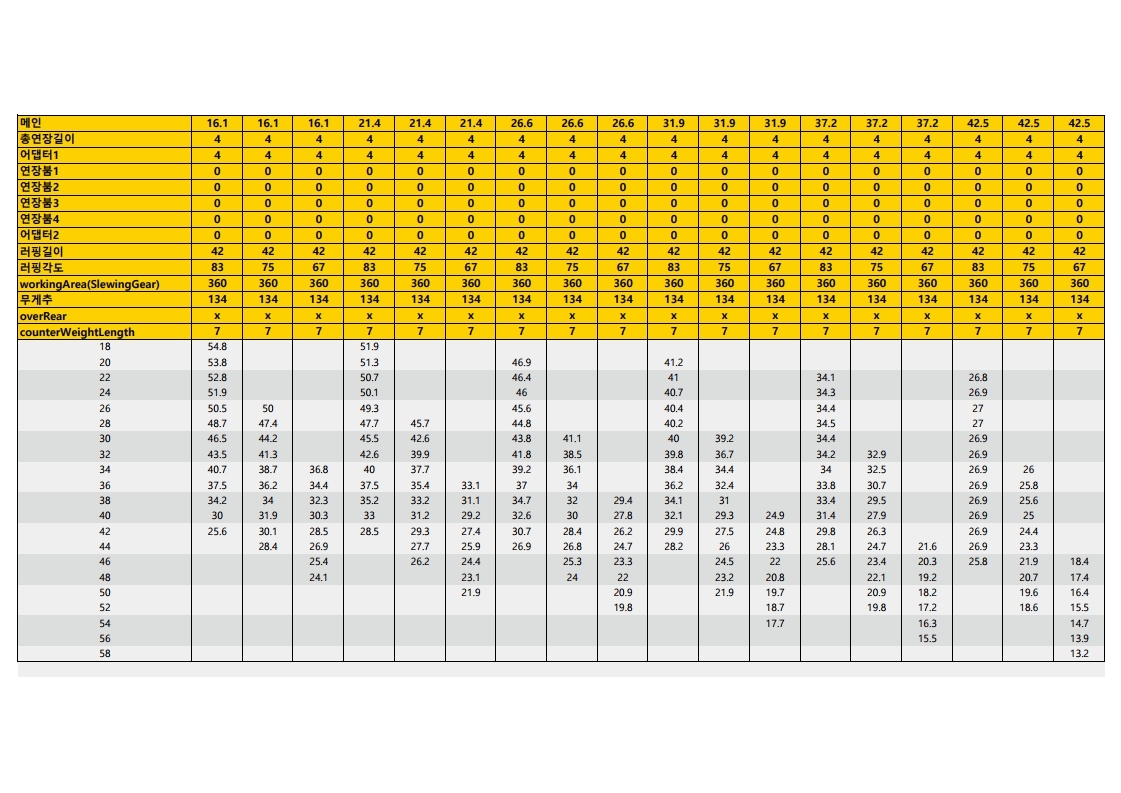 메인 16.1 16.1 16.1 21.4 21.4 21.4 26.6 26.6 26.6 31.9 31.9 31.9 37.2 37.2 37.2 42.5 42.5 42.5
총연장길이 4 4 4 4 4 4 4 4 4 4 4 4 4 4 4 4 4 4
어댑터1 4 4 4 4 4 4 4 4 4 4 4 4 4 4 4 4 4 4
연장붐1 0 0 0 0 0 0 0 0 0 0 0 0 0 0 0 0 0 0
연장붐2 0 0 0 0 0 0 0 0 0 0 0 0 0 0 0 0 0 0
연장붐3 0 0 0 0 0 0 0 0 0 0 0 0 0 0 0 0 0 0
연장붐4 0 0 0 0 0 0 0 0 0 0 0 0 0 0 0 0 0 0
어댑터2 0 0 0 0 0 0 0 0 0 0 0 0 0 0 0 0 0 0
러핑길이 42 42 42 42 42 42 42 42 42 42 42 42 42 42 42 42 42 42
러핑각도 83 75 67 83 75 67 83 75 67 83 75 67 83 75 67 83 75 67
workingArea(SlewingGear) 360 360 360 360 360 360 360 360 360 360 360 360 360 360 360 360 360 360
무게추 134 134 134 134 134 134 134 134 134 134 134 134 134 134 134 134 134 134
overRear x x x x x x x x x x x x x x x x x x
counterWeightLength 7 7 7 7 7 7 7 7 7 7 7 7 7 7 7 7 7 7
18 54.8 51.9
20 53.8 51.3 46.9 41.2
22 52.8 50.7 46.4 41 34.1 26.8
24 51.9 50.1 46 40.7 34.3 26.9
26 50.5 50 49.3 45.6 40.4 34.4 27
28 48.7 47.4 47.7 45.7 44.8 40.2 34.5 27
30 46.5 44.2 45.5 42.6 43.8 41.1 40 39.2 34.4 26.9
32 43.5 41.3 42.6 39.9 41.8 38.5 39.8 36.7 34.2 32.9 26.9
34 40.7 38.7 36.8 40 37.7 39.2 36.1 38.4 34.4 34 32.5 26.9 26
36 37.5 36.2 34.4 37.5 35.4 33.1 37 34 36.2 32.4 33.8 30.7 26.9 25.8
38 34.2 34 32.3 35.2 33.2 31.1 34.7 32 29.4 34.1 31 33.4 29.5 26.9 25.6
40 30 31.9 30.3 33 31.2 29.2 32.6 30 27.8 32.1 29.3 24.9 31.4 27.9 26.9 25
42 25.6 30.1 28.5 28.5 29.3 27.4 30.7 28.4 26.2 29.9 27.5 24.8 29.8 26.3 26.9 24.4
44 28.4 26.9 27.7 25.9 26.9 26.8 24.7 28.2 26 23.3 28.1 24.7 21.6 26.9 23.3
46 25.4 26.2 24.4 25.3 23.3 24.5 22 25.6 23.4 20.3 25.8 21.9 18.4
48 24.1 23.1 24 22 23.2 20.8 22.1 19.2 20.7 17.4
50 21.9 20.9 21.9 19.7 20.9 18.2 19.6 16.4
52 19.8 18.7 19.8 17.2 18.6 15.5
54 17.7 16.3 14.7
56 15.5 13.9
58 13.2